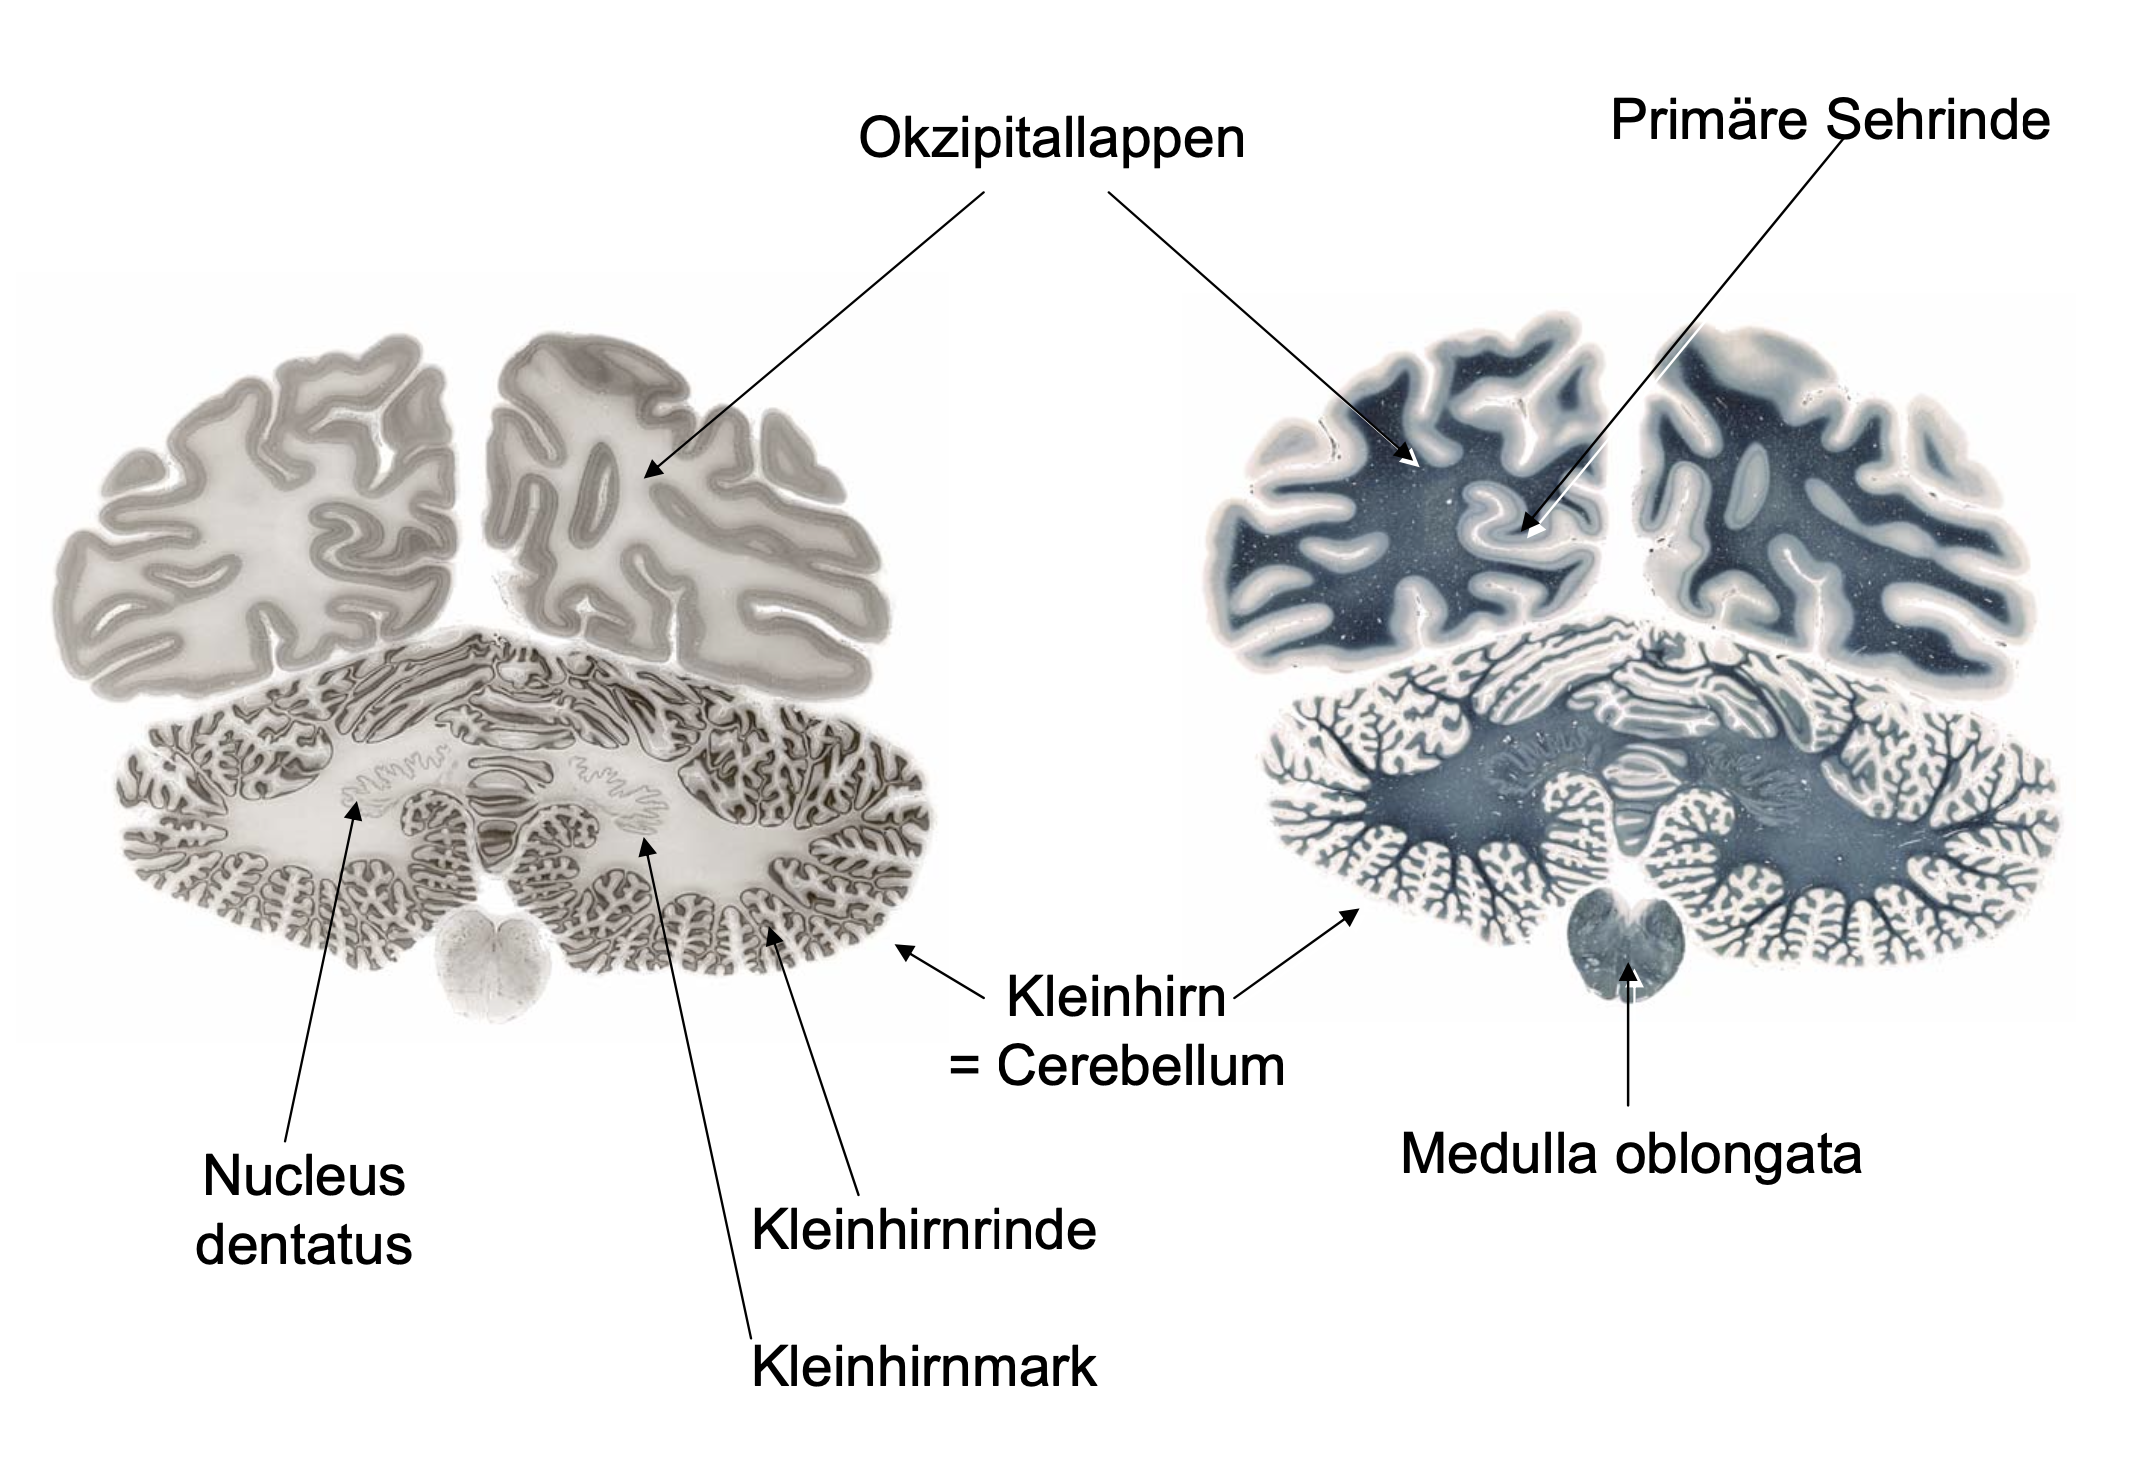 Okzipitallappen
Primäre Sehrinde
Kleinhirn
= Cerebellum
Medulla oblongata
Nucleus
dentatus
Kleinhirnrinde
Kleinhirnmark